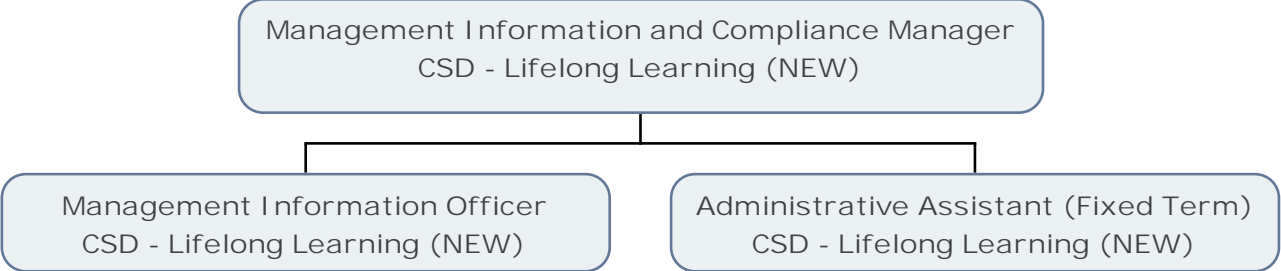 Management Information and Compliance Manager
CSD - Lifelong Learning (NEW)
Management Information Officer
CSD - Lifelong Learning (NEW)
Administrative Assistant (Fixed Term)
CSD - Lifelong Learning (NEW)